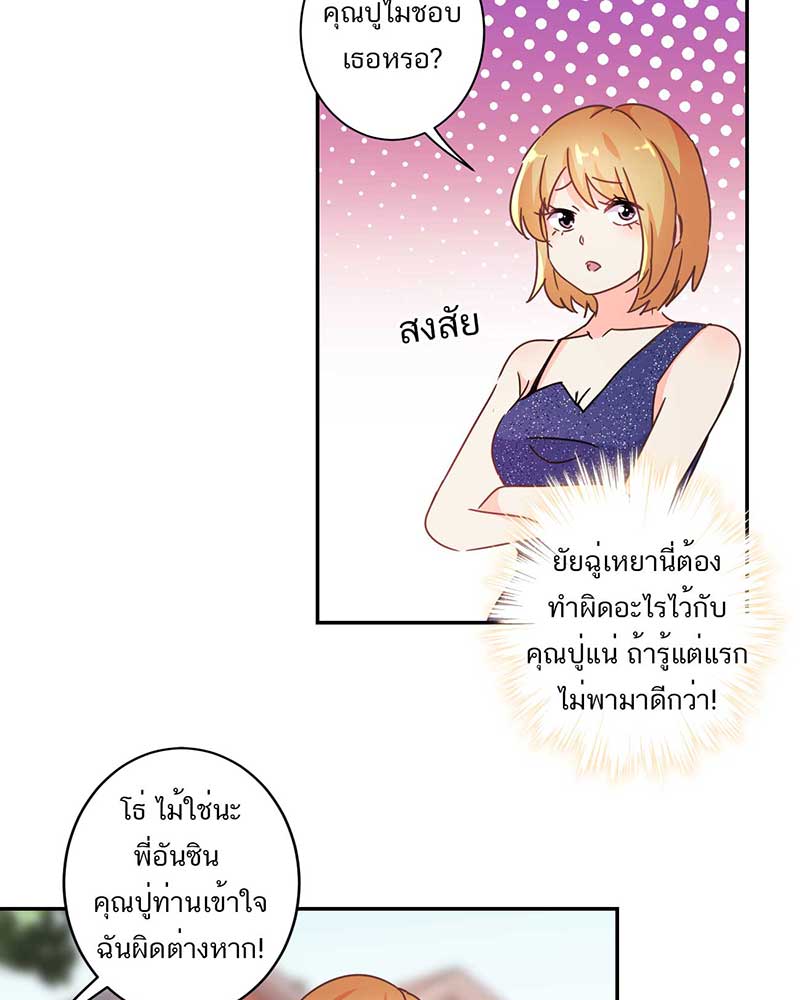 คุณปู่ไม่ชอบ
เธอหรอ?
สงสัย
ยัยฉู่เหยานี่ต้อง
ทำผิดอะไรไว้กับ
คุณปู่แน่ ถ้ารู้แต่แรก
ไม่พามาดีกว่า!
โธ่ ไม้ใช่นะ
พี่อันซิน
คุณปู่ท่านเข้าใจ
ฉันผิดต่างหาก!